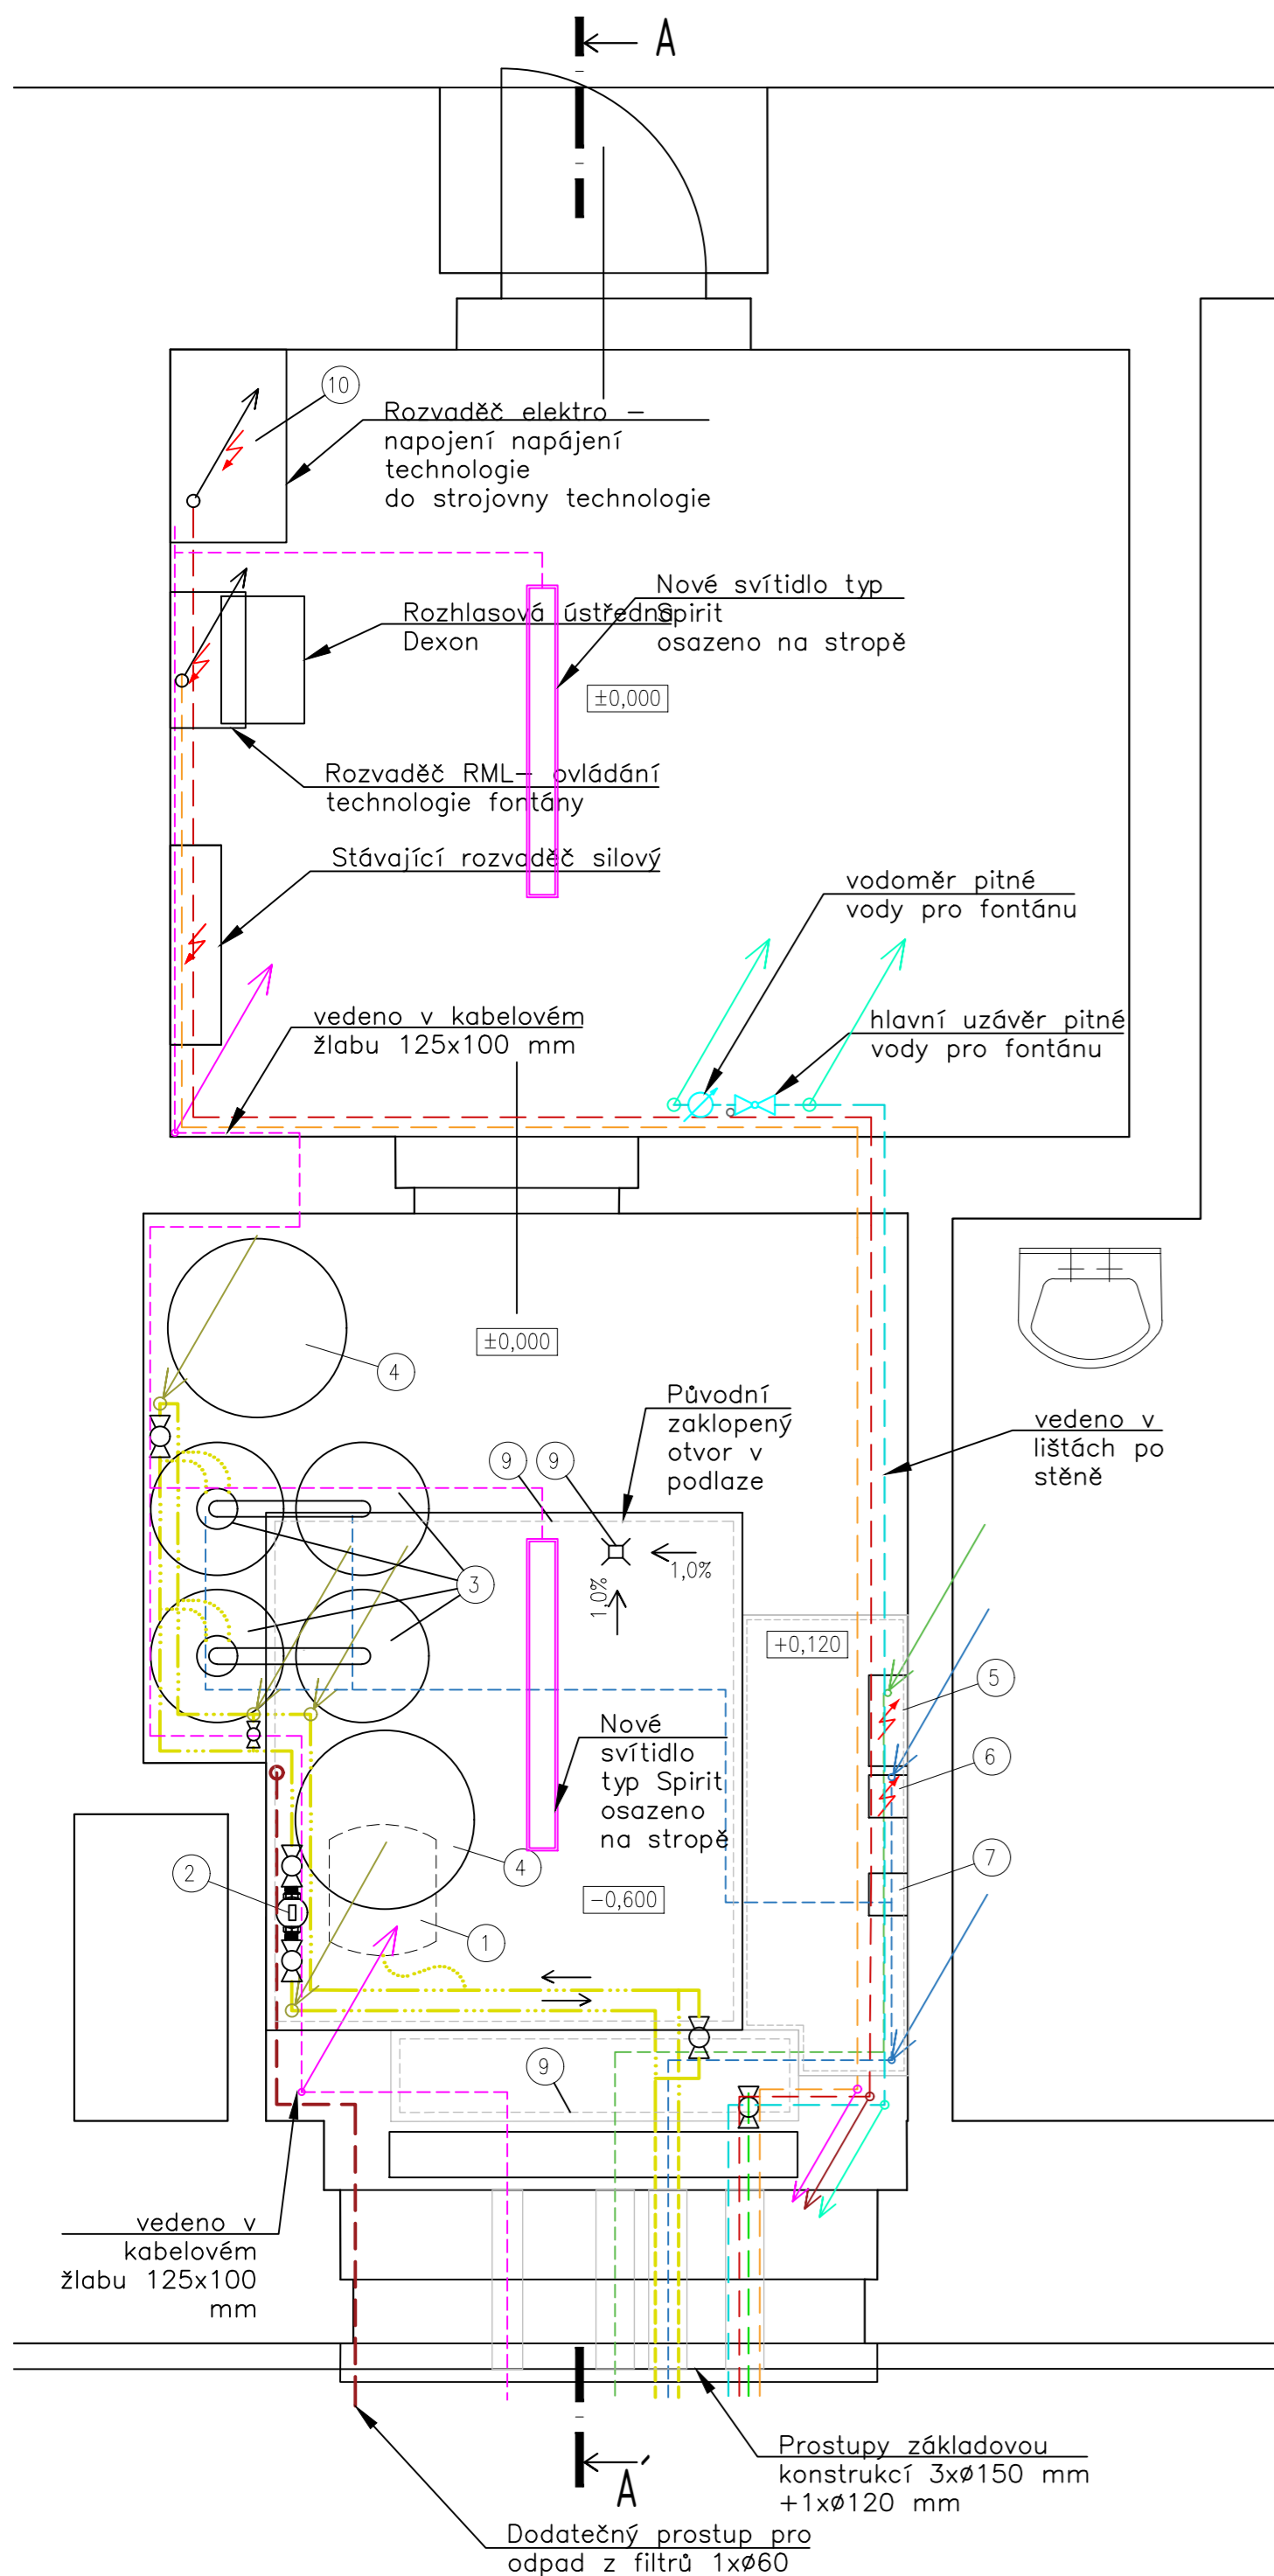 A
10
Rozvaděč elektro –
napojení napájení
technologie
do strojovny technologie
Nové svítidlo typ
Spirit
osazeno na stropě
Rozhlasová ústředna
Dexon
±0,000
Rozvaděč RML– ovládání
technologie fontány
Stávající rozvaděč silový
vodoměr pitné
vody pro fontánu
vedeno v kabelovém
žlabu 125x100 mm
hlavní uzávěr pitné
vody pro fontánu
±0,000
4
Původní
zaklopený
otvor v
podlaze
vedeno v
lištách po
stěně
9
9
1,0%
1,0%
3
+0,120
5
Nové
svítidlo
typ Spirit
osazeno
na stropě
6
4
2
7
–0,600
1
9
vedeno v
kabelovém
žlabu 125x100
mm
Prostupy základovou
konstrukcí 3xø150 mm
+1xø120 mm
A´
Dodatečný prostup pro
odpad z filtrů 1xø60